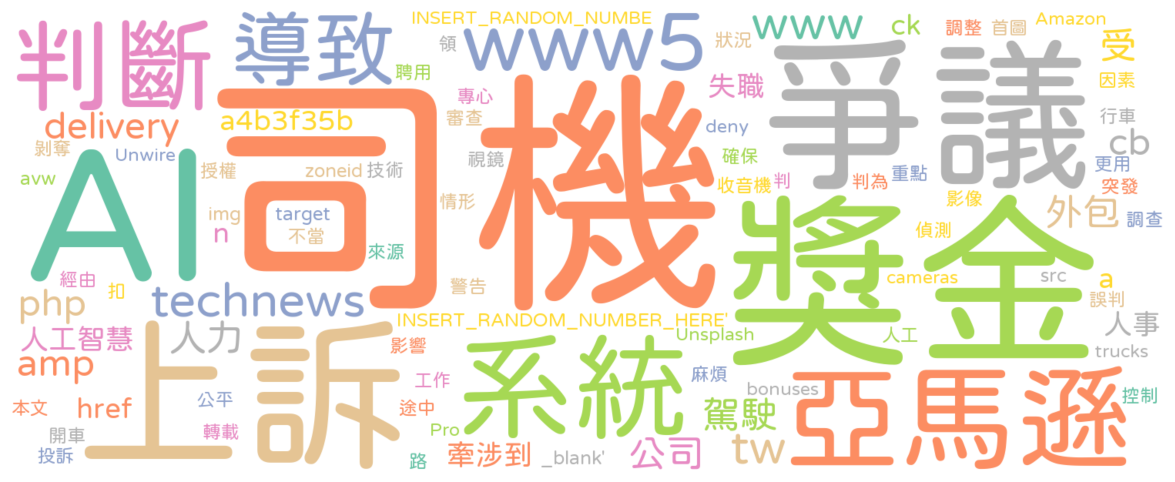 INSERT_RANDOM_NUMBE
Amazon
判斷
導致
領
www5
狀況
www
ck
調整
首圖
受
聘用
專心
失職
爭議
因素
delivery
a4b3f35b
審查
deny
行車
cb
剝奪
Unwire
授權
zoneid
技術
視鏡
確保
更用
avw
AI
司機
收音機
判
判為
重點
突發
img
target
情形
獎金
影像
外包
調查
n
不當
來源
偵測
經由
扣
警告
cameras
src
a
php
technews
誤判
INSERT_RANDOM_NUMBER_HERE'
人事
人工智慧
上訴
人力
影響
系統
Unsplash
人工
trucks
amp
工作
麻煩
bonuses
亞馬遜
控制
本文
href
公平
途中
駕駛
開車
轉載
Pro
投訴
路
牽涉到
_blank'
公司
tw